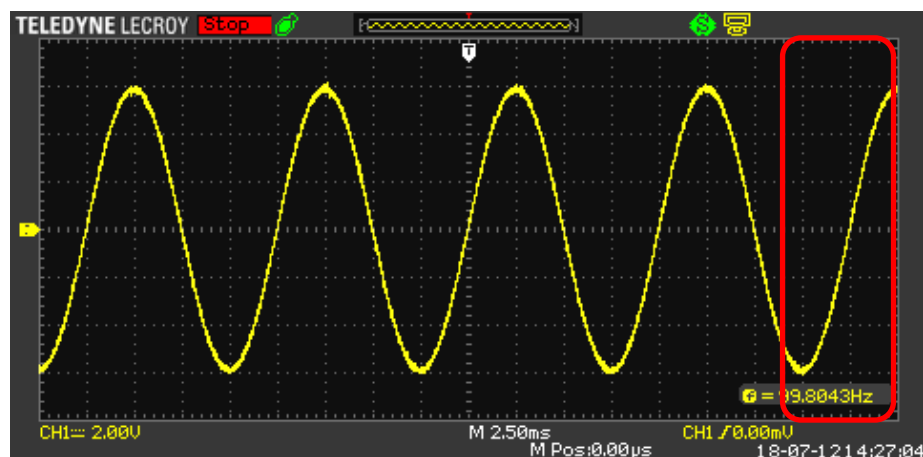 TELEDYNE LECROY Stop
T
f = 99.8043Hz
CH1 2.00V M 2.50ms CH1 0.00mV
M Pos:0.00μs 18-07-12 14:27:04